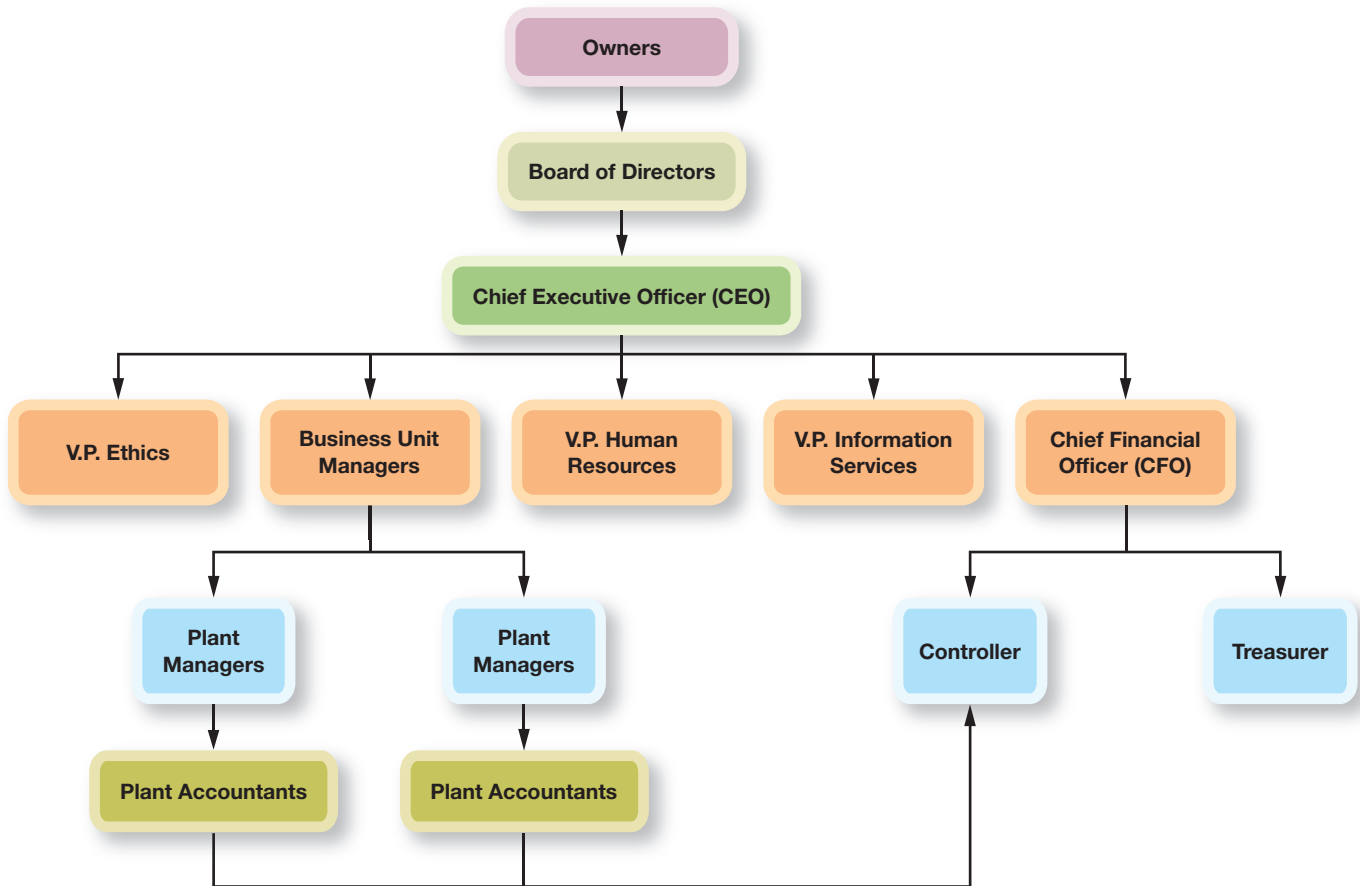 Owners
Board of Directors
Chief Executive Officer (CEO)
V.P. Ethics
Business Unit
Managers
V.P. Human
Resources
V.P. Information
Services
Chief Financial
Officer (CFO)
Plant
Managers
Plant
Managers
Controller
Treasurer
Plant Accountants
Plant Accountants